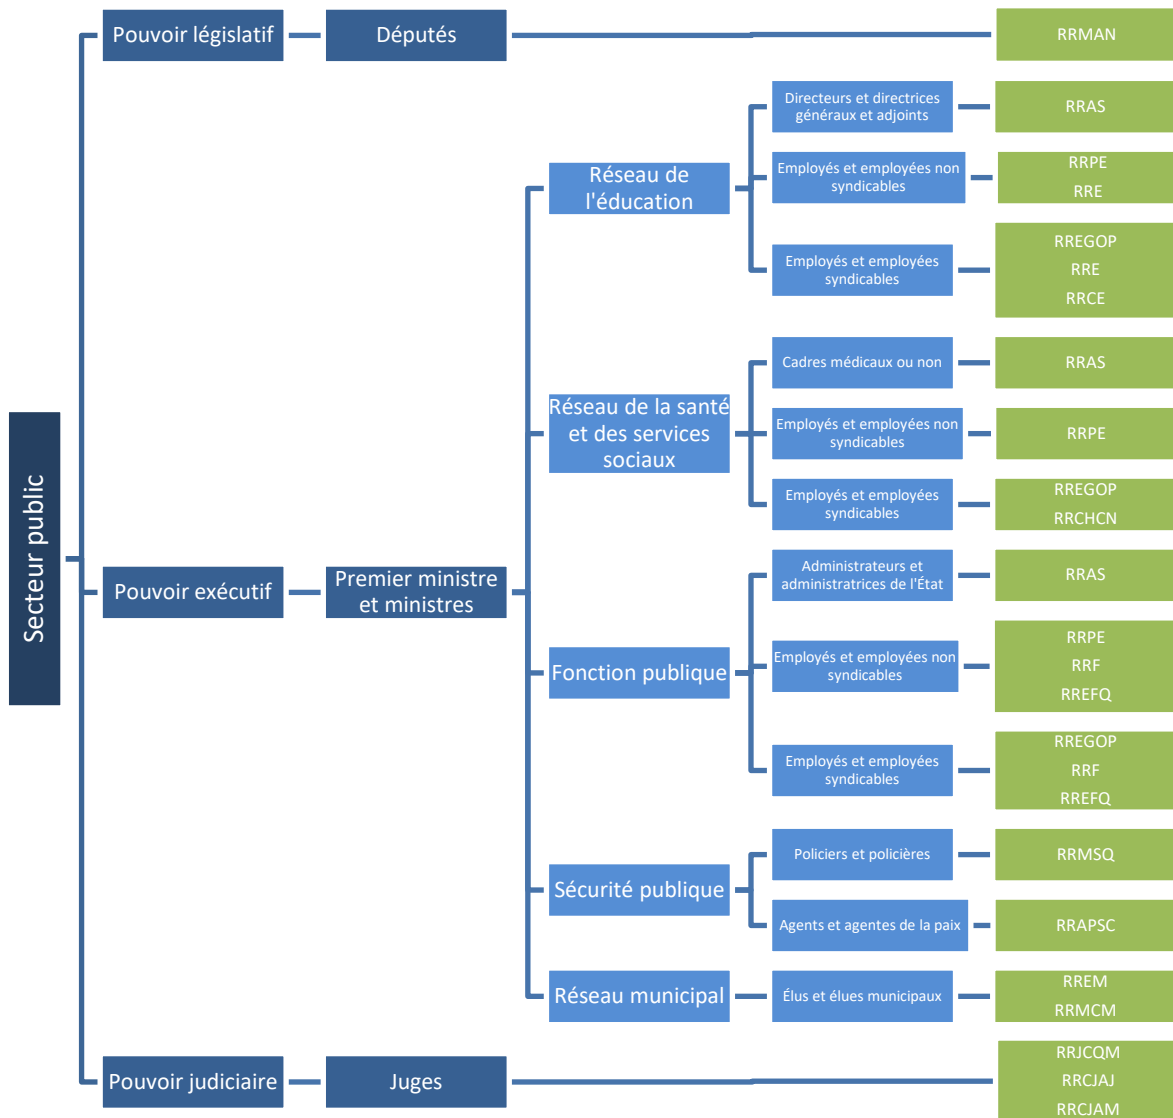 Secteur public
Pouvoir législatif
Députés
RRMAN
Pouvoir exécutif
Premier ministre
et ministres
Réseau de
l'éducation
Directeurs et directrices
généraux et adjoints
RRAS
Employés et employées non
syndicables
RRPE
RRE
Employés et employées
syndicables
RREGOP
RRE
RRCE
Réseau de la santé
et des services
sociaux
Cadres médicaux ou non
RRAS
Employés et employées non
syndicables
RRPE
Employés et employées
syndicables
RREGOP
RRCHCN
Fonction publique
Administrateurs et
administratrices de l'État
RRAS
Employés et employées non
syndicables
RRPE
RRF
RREFQ
Employés et employées
syndicables
RREGOP
RRF
RREFQ
Sécurité publique
Policiers et policières
RRMSQ
Agents et agentes de la paix
RRAPSC
Réseau municipal
Élus et élues municipaux
RREM
RRMCM
Pouvoir judiciaire
Juges
RRJCQM
RRCJAJ
RRCJAM